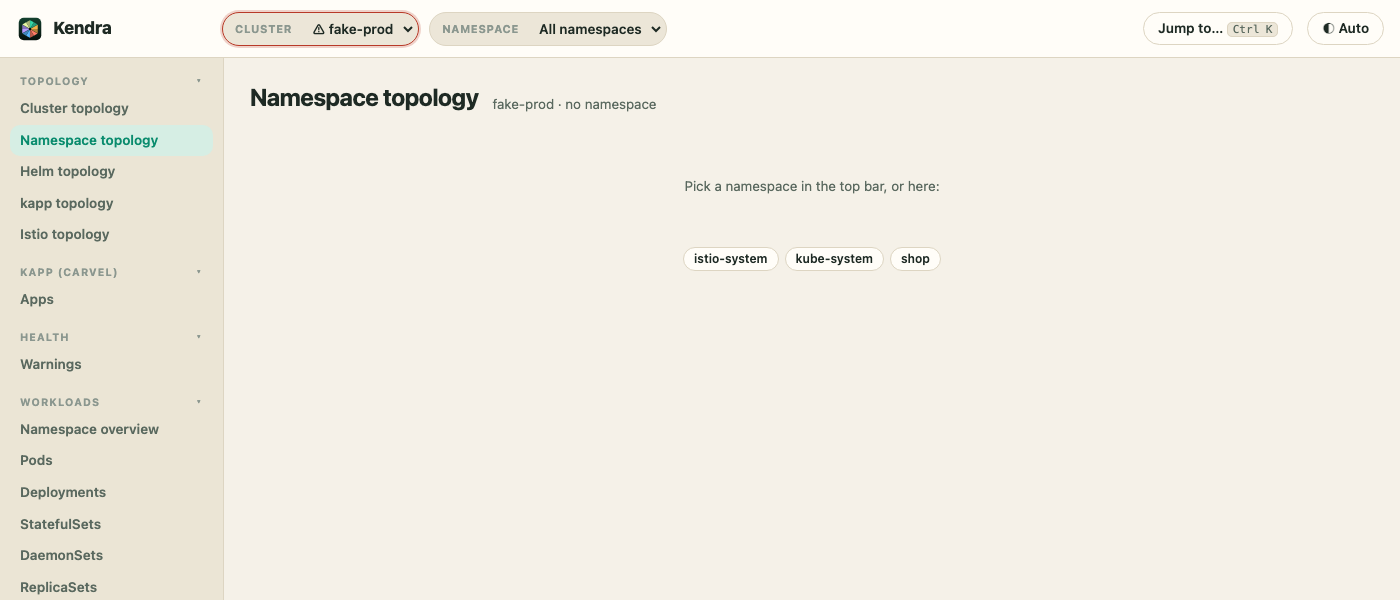 Kendra
CLUSTER ⚠ fake-prod
NAMESPACE All namespaces
Jump to... Ctrl K
Auto
TOPOLOGY
Cluster topology
Namespace topology
Helm topology
kapp topology
Istio topology
KAPP (CARVEL)
Apps
HEALTH
Warnings
WORKLOADS
Namespace overview
Pods
Deployments
StatefulSets
DaemonSets
ReplicaSets
Namespace topology fake-prod · no namespace
Pick a namespace in the top bar, or here:
istio-system kube-system shop